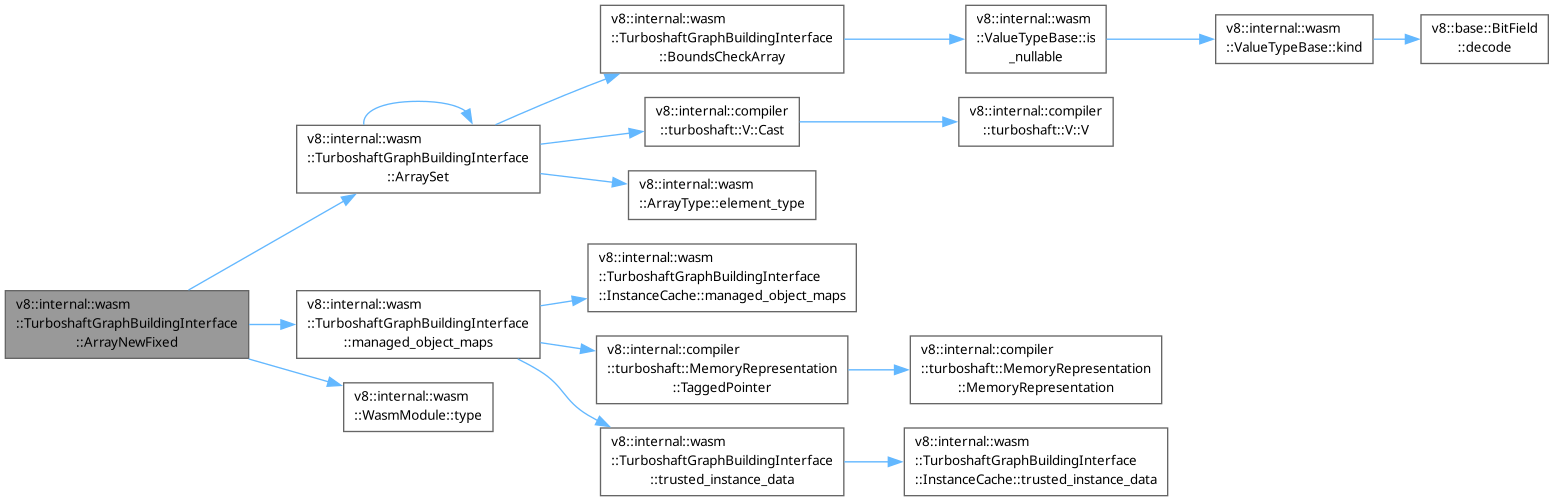 v8::internal::wasm
::TurboshaftGraphBuildingInterface
::ArrayNewFixed
v8::internal::wasm
::TurboshaftGraphBuildingInterface
::ArraySet
v8::internal::wasm
::TurboshaftGraphBuildingInterface
::BoundsCheckArray
v8::internal::wasm
::ValueTypeBase::is
_nullable
v8::internal::wasm
::ValueTypeBase::kind
v8::base::BitField
::decode
v8::internal::compiler
::turboshaft::V::Cast
v8::internal::compiler
::turboshaft::V::V
v8::internal::wasm
::ArrayType::element_type
v8::internal::wasm
::TurboshaftGraphBuildingInterface
::managed_object_maps
v8::internal::wasm
::TurboshaftGraphBuildingInterface
::InstanceCache::managed_object_maps
v8::internal::compiler
::turboshaft::MemoryRepresentation
::TaggedPointer
v8::internal::compiler
::turboshaft::MemoryRepresentation
::MemoryRepresentation
v8::internal::wasm
::TurboshaftGraphBuildingInterface
::trusted_instance_data
v8::internal::wasm
::TurboshaftGraphBuildingInterface
::InstanceCache::trusted_instance_data
v8::internal::wasm
::WasmModule::type